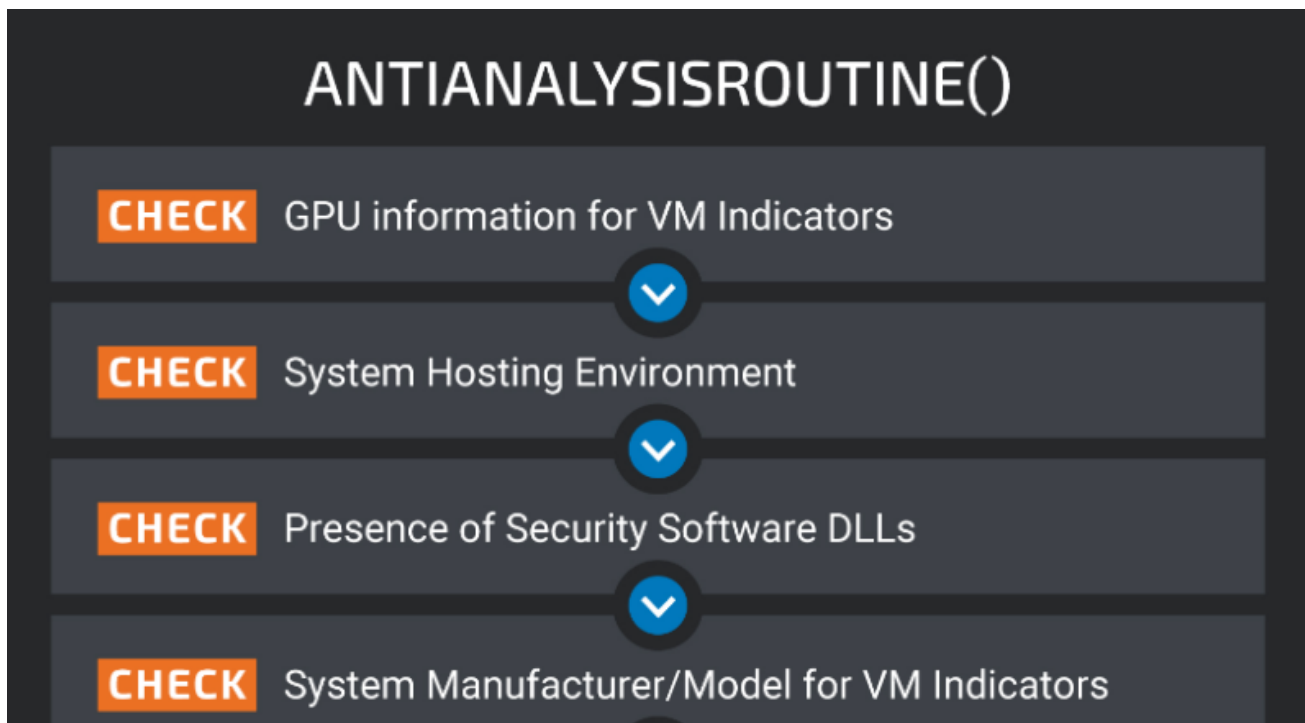 ANTIANALYSISROUTINE()
CHECK GPU information for VM Indicators
CHECK System Hosting Environment
CHECK Presence of Security Software DLLs
CHECK System Manufacturer/Model for VM Indicators